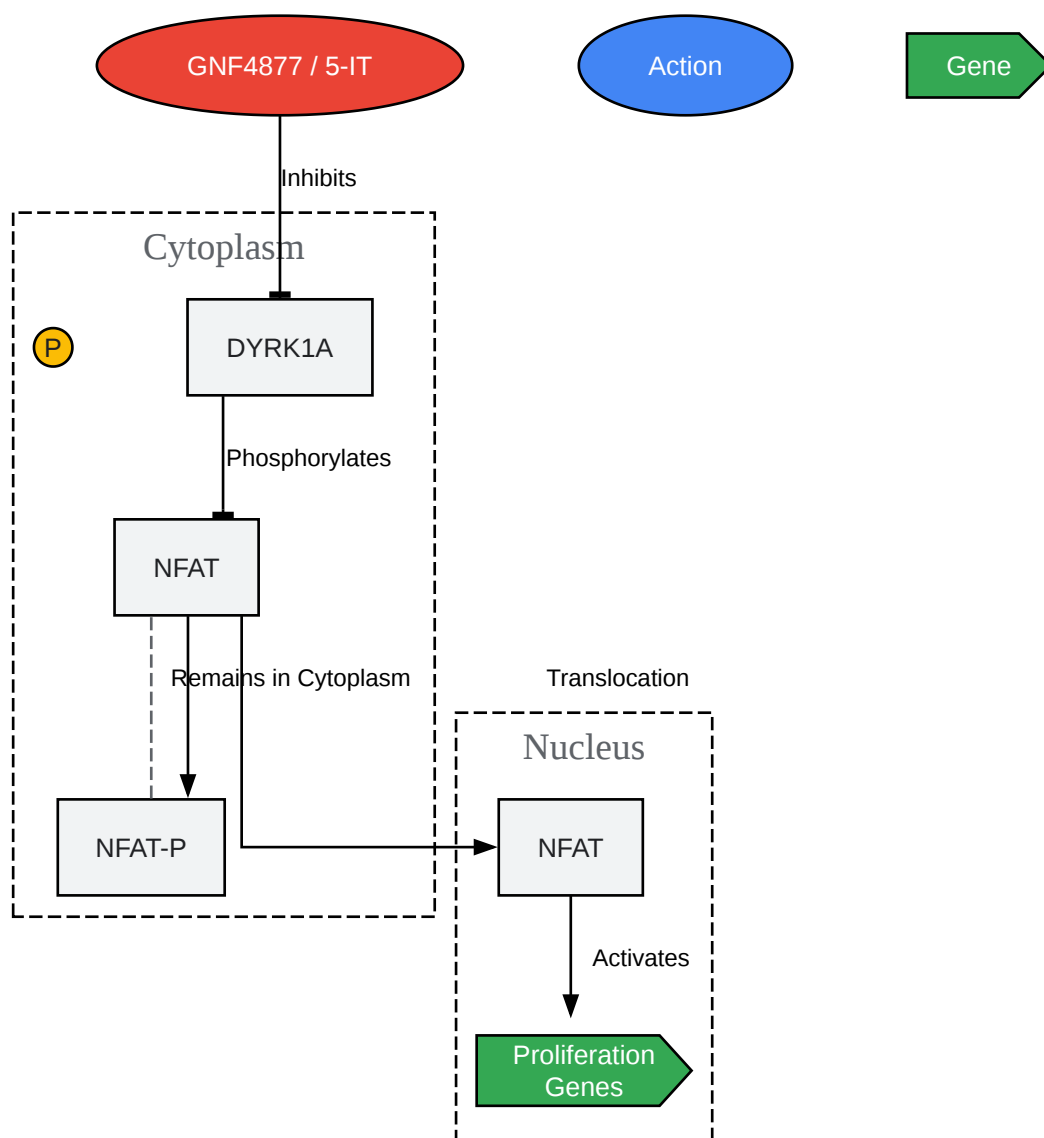 GNF4877 / 5-IT
Action
Gene
Inhibits
Cytoplasm
P
DYRK1A
Phosphorylates
NFAT
Remains in Cytoplasm
Translocation
Nucleus
NFAT-P
NFAT
Activates
Proliferation
Genes